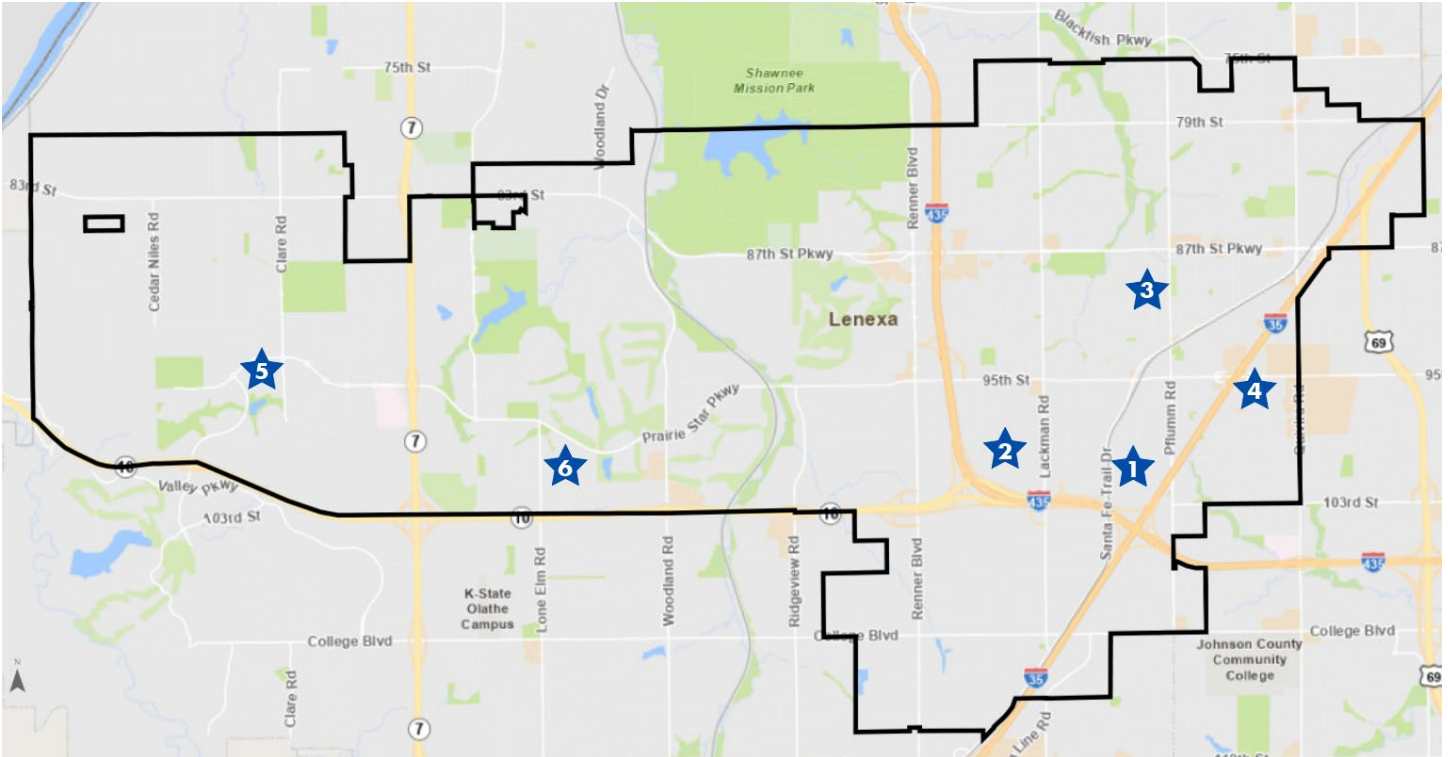 Blackfish Pkwy
75th St
75th St
Shawnee
Mission Park
Woodland Dr
7
79th St
83rd St
83rd St
Renner Blvd
435
Cedar Niles Rd
Clare Rd
87th St Pkwy
87th St Pkwy
87
3
Lenexa
35
69
5
95th St
95
4
Prairie Star Pkwy
Lackman Rd
Pflumm Rd
7
2
6
1
Santa Fe Trail Dr
10
Valley Pkwy
435
103rd St
103rd St
10
10
435
Lone Elm Rd
Woodland Rd
Ridgeview Rd
Renner Blvd
K-State
Olathe
Campus
College Blvd
College Blvd
College Blvd
Johnson County
Community
College
N
Clare Rd
35
69
7
Line Rd